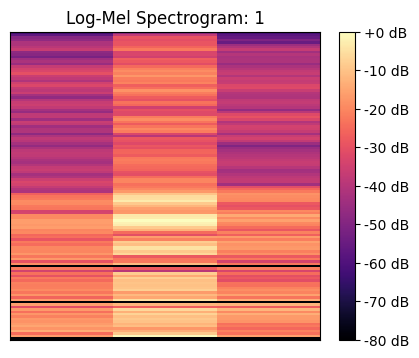 Log-Mel Spectrogram: 1
+0 dB
-10 dB
-20 dB
-30 dB
-40 dB
-50 dB
-60 dB
-70 dB
-80 dB